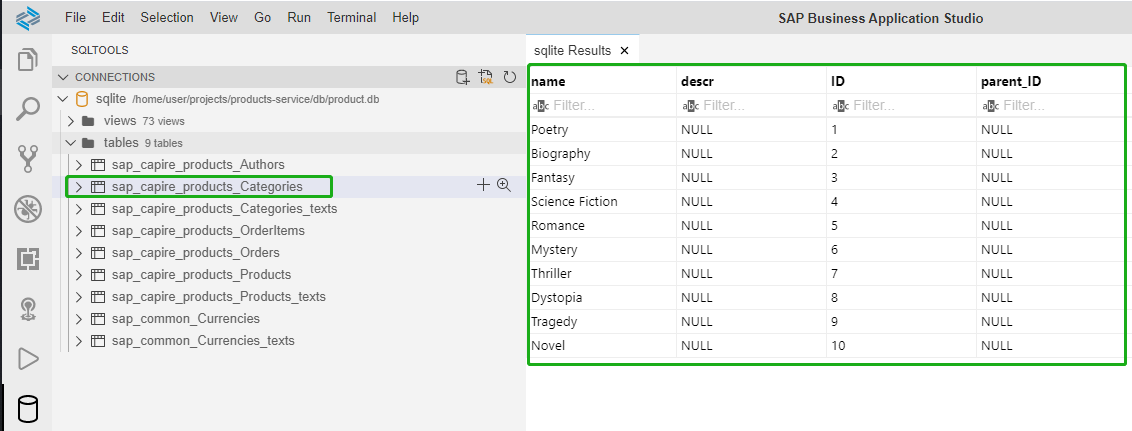 File Edit Selection View Go Run Terminal Help SAP Business Application Studio
SQLTOOLS
CONNECTIONS
sqlite /home/user/projects/products-service/db/product.db
views 73 views
tables 9 tables
sap_capire_products_Authors
sap_capire_products_Categories
sap_capire_products_Categories_texts
sap_capire_products_OrderItems
sap_capire_products_Orders
sap_capire_products_Products
sap_capire_products_Products_texts
sap_common_Currencies
sap_common_Currencies_texts
sqlite Results
name descr ID parent_ID
abc Filter... abc Filter... abc Filter... abc Filter...
Poetry NULL 1 NULL
Biography NULL 2 NULL
Fantasy NULL 3 NULL
Science Fiction NULL 4 NULL
Romance NULL 5 NULL
Mystery NULL 6 NULL
Thriller NULL 7 NULL
Dystopia NULL 8 NULL
Tragedy NULL 9 NULL
Novel NULL 10 NULL